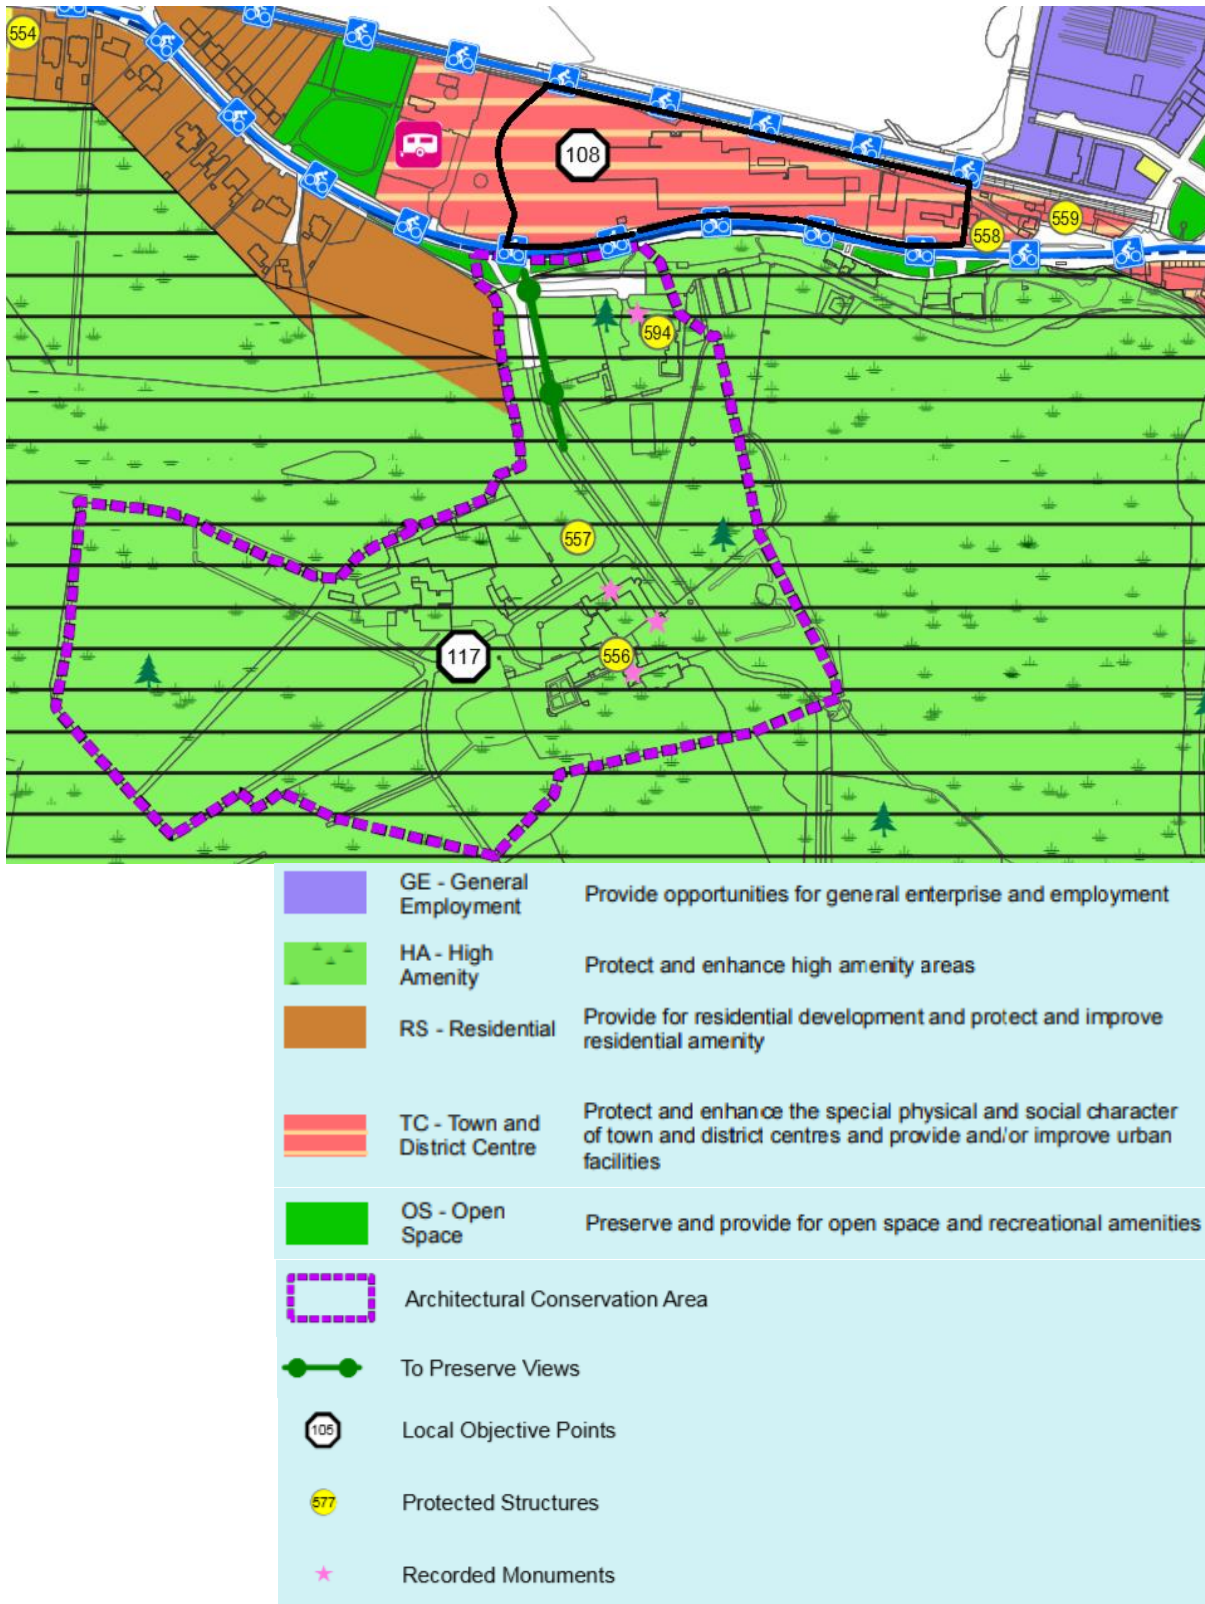 554
108
559
558
594
557
117
556
GE - General
Employment
Provide opportunities for general enterprise and employment
HA - High
Amenity
Protect and enhance high amenity areas
RS - Residential
Provide for residential development and protect and improve
residential amenity
TC - Town and
District Centre
Protect and enhance the special physical and social character
of town and district centres and provide and/or improve urban
facilities
OS - Open
Space
Preserve and provide for open space and recreational amenities
Architectural Conservation Area
To Preserve Views
105
Local Objective Points
577
Protected Structures
Recorded Monuments